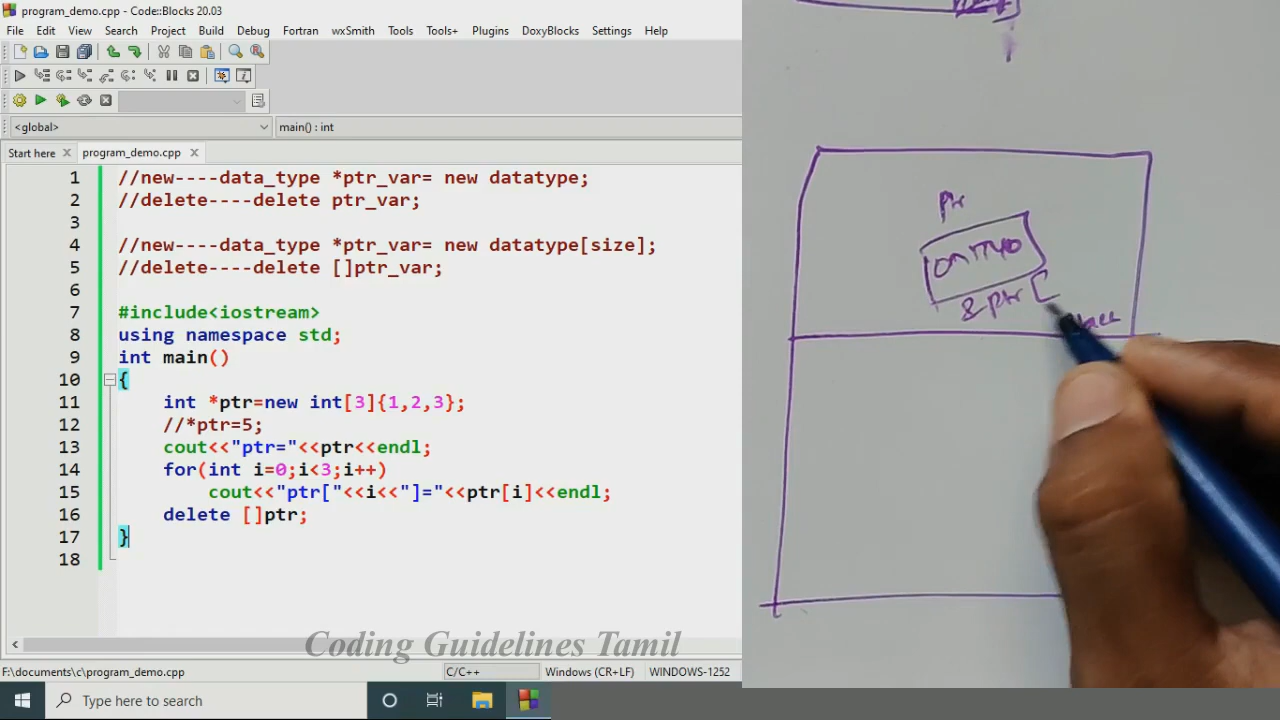 program_demo.cpp - Code::Blocks 20.03
File Edit View Search Project Build Debug Fortran wxSmith Tools Tools+ Plugins DoxyBlocks Settings Help
<global> main() : int
Start here program_demo.cpp
1 //new----data_type *ptr_var= new datatype;
2 //delete----delete ptr_var;
3
4 //new----data_type *ptr_var= new datatype[size];
5 //delete----delete []ptr_var;
6
7 #include<iostream>
8 using namespace std;
9 int main()
10 {
11 int *ptr=new int[3]{1,2,3};
12 //*ptr=5;
13 cout<<"ptr="<<ptr<<endl;
14 for(int i=0;i<3;i++)
15 cout<<"ptr["<<i<<"]="<<ptr[i]<<endl;
16 delete []ptr;
17 }
18
Coding Guidelines Tamil
F:\documents\c\program_demo.cpp C/C++ Windows (CR+LF) WINDOWS-1252
Type here to search
ptr
&ptr [